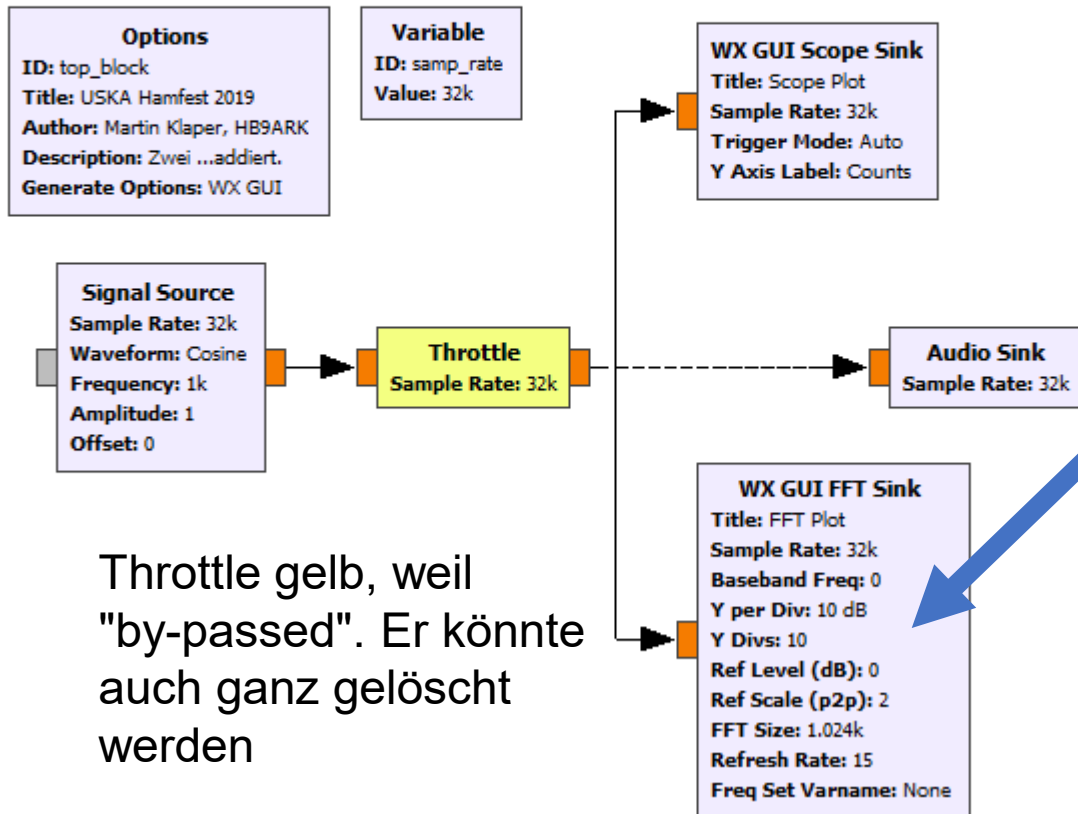 Options
ID: top_block
Title: USKA Hamfest 2019
Author: Martin Klaper, HB9ARK
Description: Zwei ...addiert.
Generate Options: WX GUI
Variable
ID: samp_rate
Value: 32k
WX GUI Scope Sink
Title: Scope Plot
Sample Rate: 32k
Trigger Mode: Auto
Y Axis Label: Counts
Signal Source
Sample Rate: 32k
Waveform: Cosine
Frequency: 1k
Amplitude: 1
Offset: 0
Throttle
Sample Rate: 32k
Audio Sink
Sample Rate: 32k
WX GUI FFT Sink
Title: FFT Plot
Sample Rate: 32k
Baseband Freq: 0
Y per Div: 10 dB
Y Divs: 10
Ref Level (dB): 0
Ref Scale (p2p): 2
FFT Size: 1.024k
Refresh Rate: 15
Freq Set Varname: None
Throttle gelb, weil
"by-passed". Er könnte
auch ganz gelöscht
werden